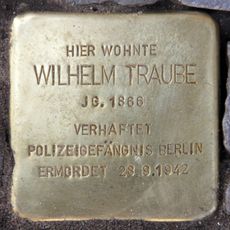 HIER WOHNTE
WILHELM TRAUBE
JG. 1866
VERHAFTET
POLIZEIGEFÄNGNIS BERLIN
ERMORDET 28.9.1942